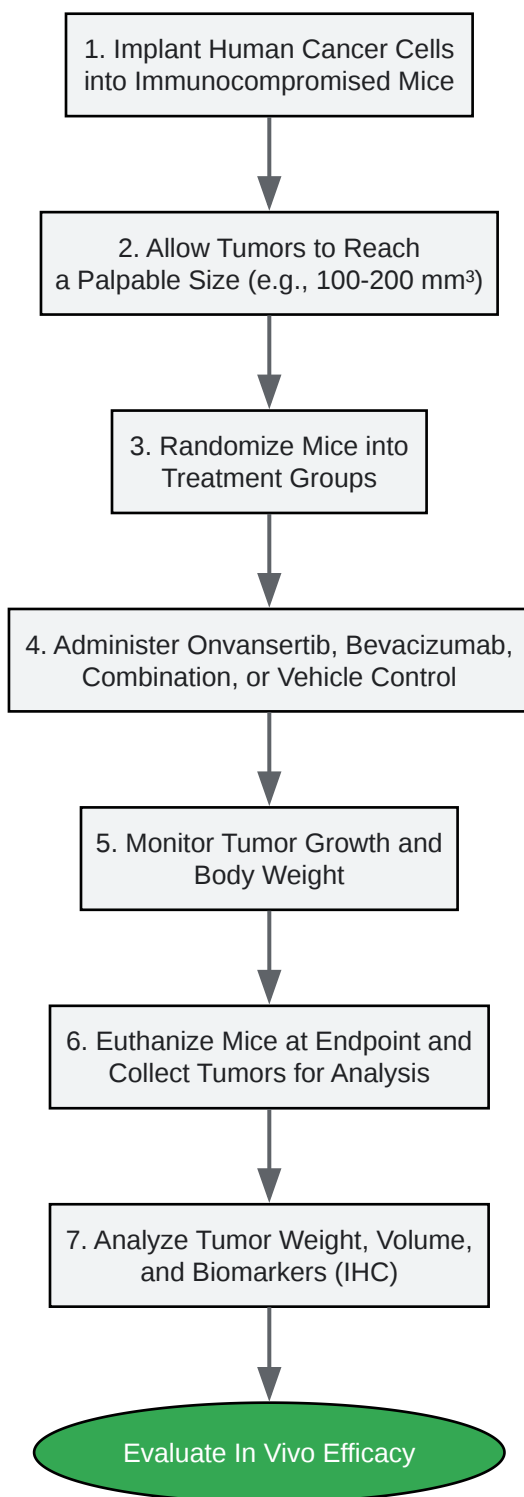 1. Implant Human Cancer Cells
into Immunocompromised Mice
2. Allow Tumors to Reach
a Palpable Size (e.g., 100-200 mm³)
3. Randomize Mice into
Treatment Groups
4. Administer Onvansertib, Bevacizumab,
Combination, or Vehicle Control
5. Monitor Tumor Growth and
Body Weight
6. Euthanize Mice at Endpoint and
Collect Tumors for Analysis
7. Analyze Tumor Weight, Volume,
and Biomarkers (IHC)
Evaluate In Vivo Efficacy